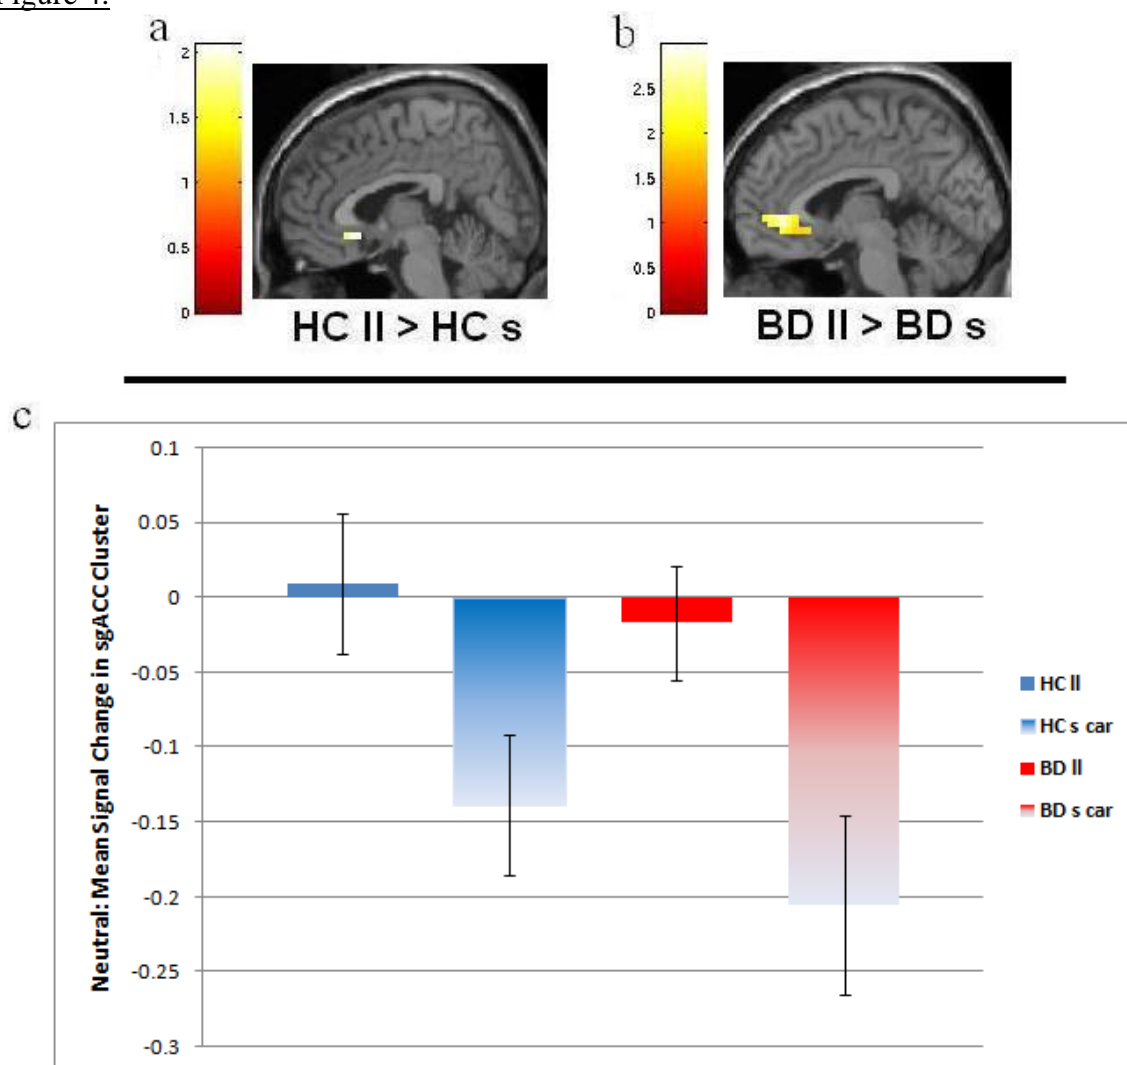 Figure 4.
a
b
2
1.5
1
0.5
0
2.5
2
1.5
1
0.5
0
HC ll > HC s
BD ll > BD s
c
0.1
0.05
0
-0.05
-0.1
-0.15
-0.2
-0.25
-0.3
Neutral: Mean Signal Change in sgACC Cluster
HC ll
HC s car
BD ll
BD s car